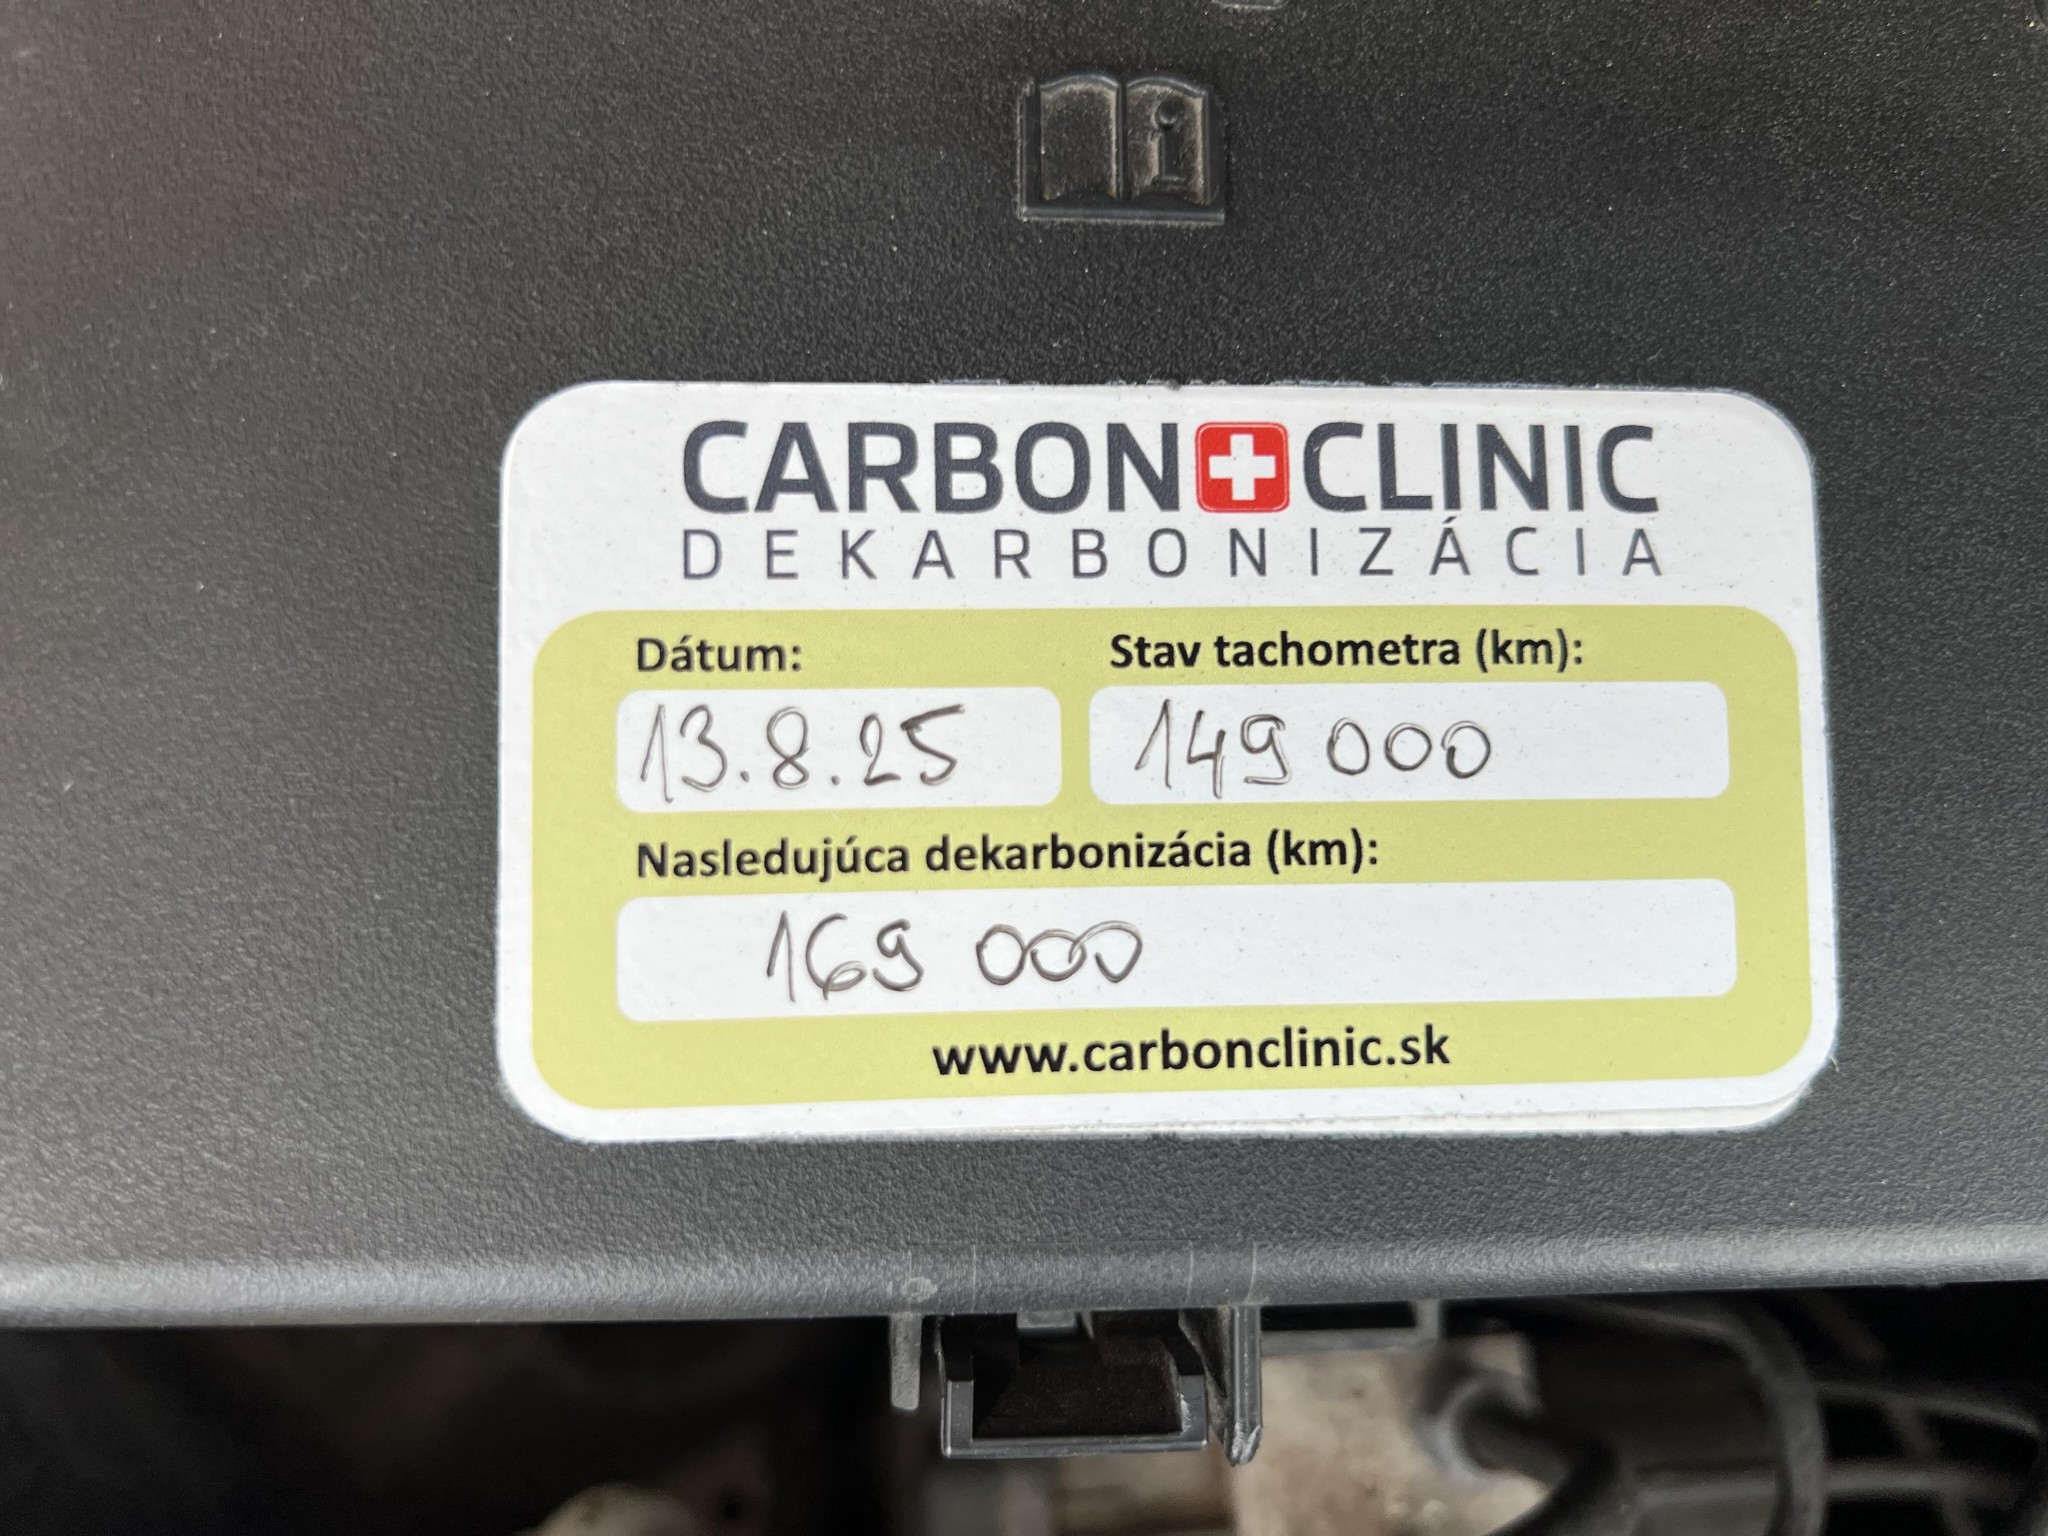 CARBON CLINIC
DEKARBONIZÁCIA
Dátum: Stav tachometra (km):
13.8.25 149 000
Nasledujúca dekarbonizácia (km):
169 000
www.carbonclinic.sk